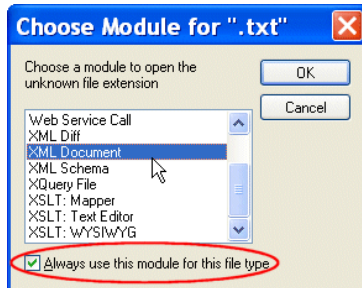 Choose Module for ".txt"
Choose a module to open the
unknown file extension
OK
Cancel
Web Service Call
XML Diff
XML Document
XML Schema
XQuery File
XSLT: Mapper
XSLT: Text Editor
XSLT: WYSIWYG
Always use this module for this file type